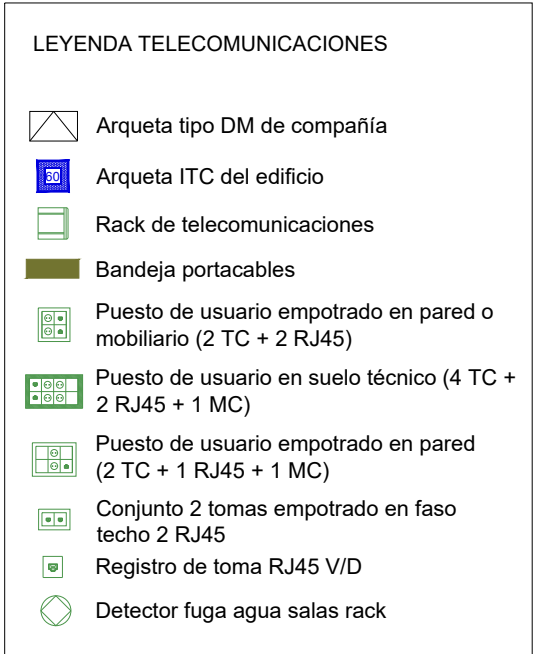 LEYENDA TELECOMUNICACIONES
Arqueta tipo DM de compañía
60
Arqueta ITC del edificio
Rack de telecomunicaciones
Bandeja portacables
Puesto de usuario empotrado en pared o
mobiliario (2 TC + 2 RJ45)
Puesto de usuario en suelo técnico (4 TC +
2 RJ45 + 1 MC)
Puesto de usuario empotrado en pared
(2 TC + 1 RJ45 + 1 MC)
Conjunto 2 tomas empotrado en faso
techo 2 RJ45
Registro de toma RJ45 V/D
Detector fuga agua salas rack